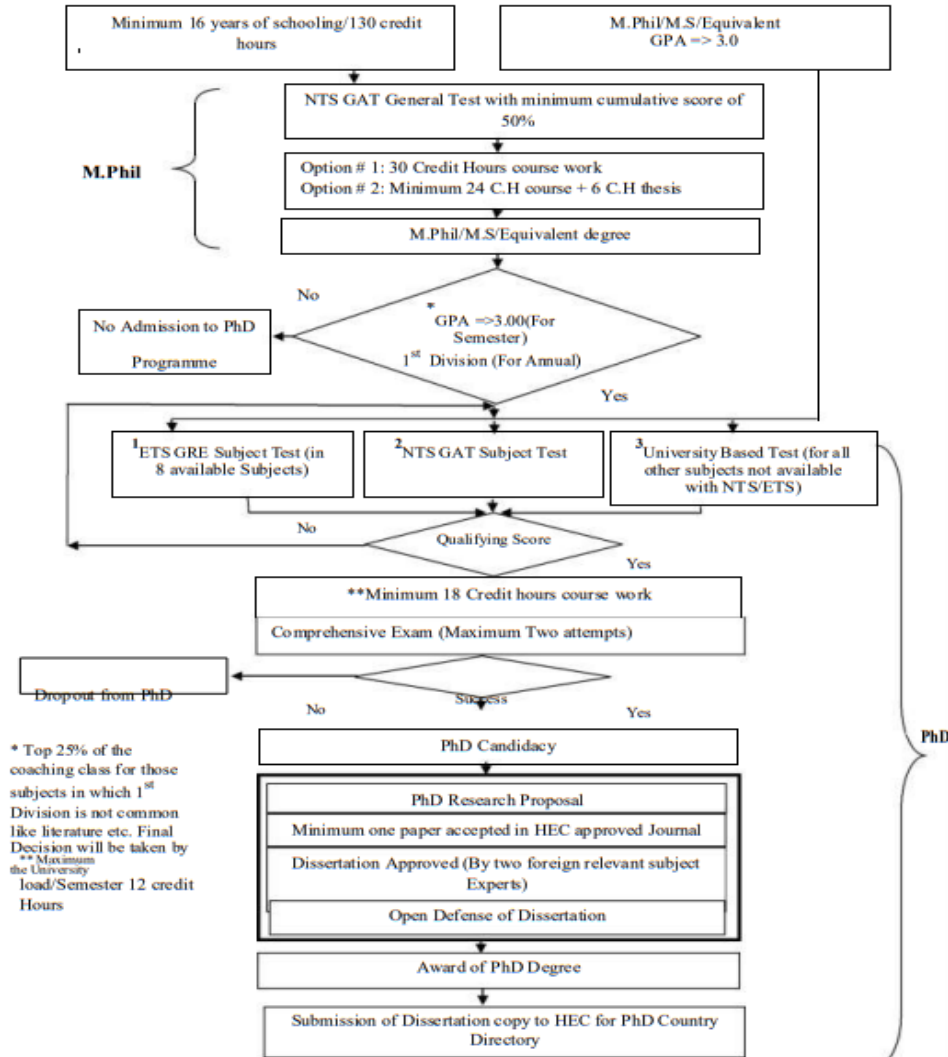 Minimum 16 years of schooling/130 credit
hours
M.Phil/M.S/Equivalent
GPA => 3.0
NTS GAT General Test with minimum cumulative score of
50%
M.Phil
Option # 1: 30 Credit Hours course work
Option # 2: Minimum 24 C.H course + 6 C.H thesis
M.Phil/M.S/Equivalent degree
No
* GPA =>3.00(For
Semester)
1st Division (For Annual)
No Admission to PhD
Programme
Yes
1ETS GRE Subject Test (in
8 available Subjects)
2NTS GAT Subject Test
3University Based Test (for all
other subjects not available
with NTS/ETS)
No
Qualifying Score
Yes
**Minimum 18 Credit hours course work
Comprehensive Exam (Maximum Two attempts)
Dropout from PhD
Success
No
Yes
PhD
PhD Candidacy
* Top 25% of the
coaching class for those
subjects in which 1st
Division is not common
like literature etc. Final
Decision will be taken by
the University
** Maximum
load/Semester 12 credit
Hours
PhD Research Proposal
Minimum one paper accepted in HEC approved Journal
Dissertation Approved (By two foreign relevant subject
Experts)
Open Defense of Dissertation
Award of PhD Degree
Submission of Dissertation copy to HEC for PhD Country
Directory